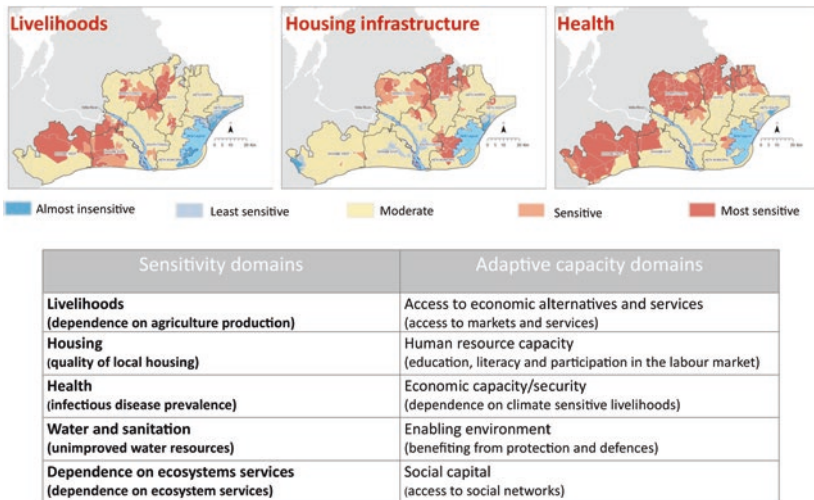 Livelihoods
Housing infrastructure
Health
Almost insensitive
Least sensitive
Moderate
Sensitive
Most sensitive
Sensitivity domains
Adaptive capacity domains
Livelihoods
(dependence on agriculture production)
Access to economic alternatives and services
(access to markets and services)
Housing
(quality of local housing)
Human resource capacity
(education, literacy and participation in the labour market)
Health
(infectious disease prevalence)
Economic capacity/security
(dependence on climate sensitive livelihoods)
Water and sanitation
(unimproved water resources)
Enabling environment
(benefiting from protection and defences)
Dependence on ecosystems services
(dependence on ecosystem services)
Social capital
(access to social networks)